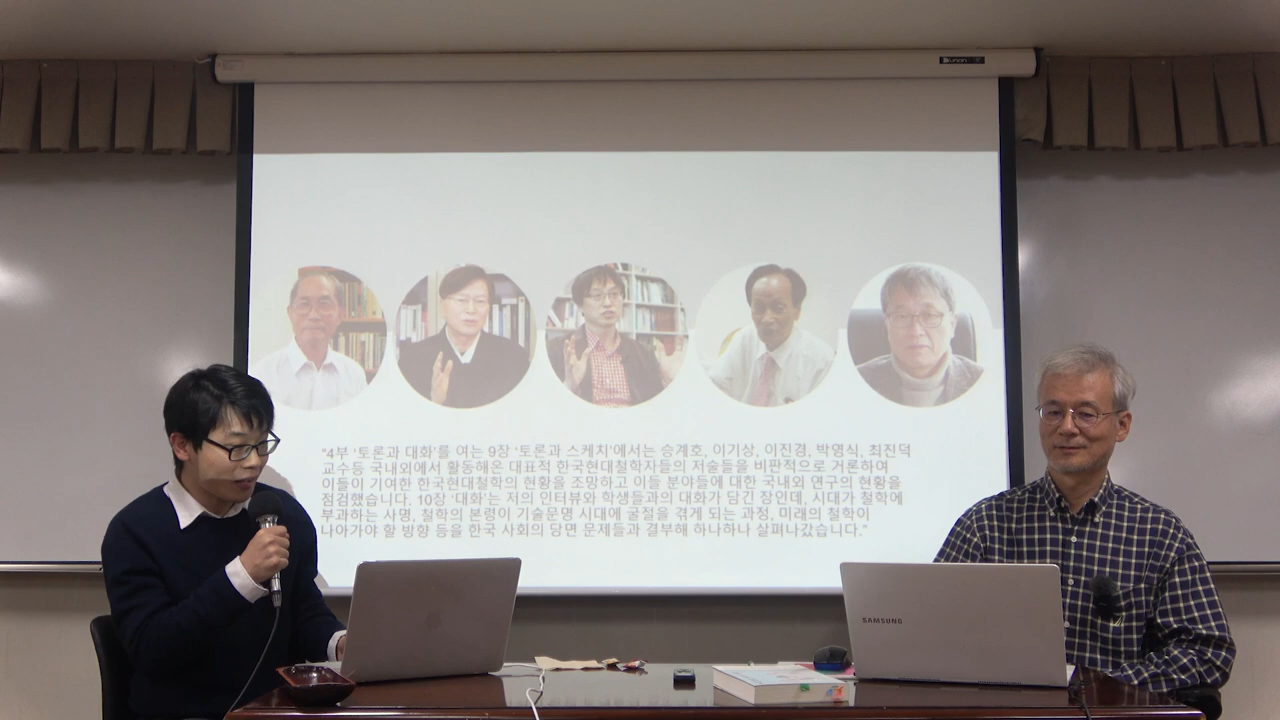 "4부 '토론과 대화'를 여는 9장 '토론과 스케치'에서는 승계호, 이기상, 이진경, 박영식, 최진덕
교수등 국내외에서 활동해온 대표적 한국현대철학자들의 저술들을 비판적으로 거론하여
이들이 기여한 한국현대철학의 현황을 조망하고 이들 분야들에 대한 국내외 연구의 현황을
점검했습니다. 10장 '대화'는 저의 인터뷰와 학생들과의 대화가 담긴 장인데, 시대가 철학에
부과하는 사명, 철학의 본령이 기술문명 시대에 굴절을 겪게 되는 과정, 미래의 철학이
나아가야 할 방향 등을 한국 사회의 당면 문제들과 결부해 하나하나 살펴나갔습니다."
SAMSUNG